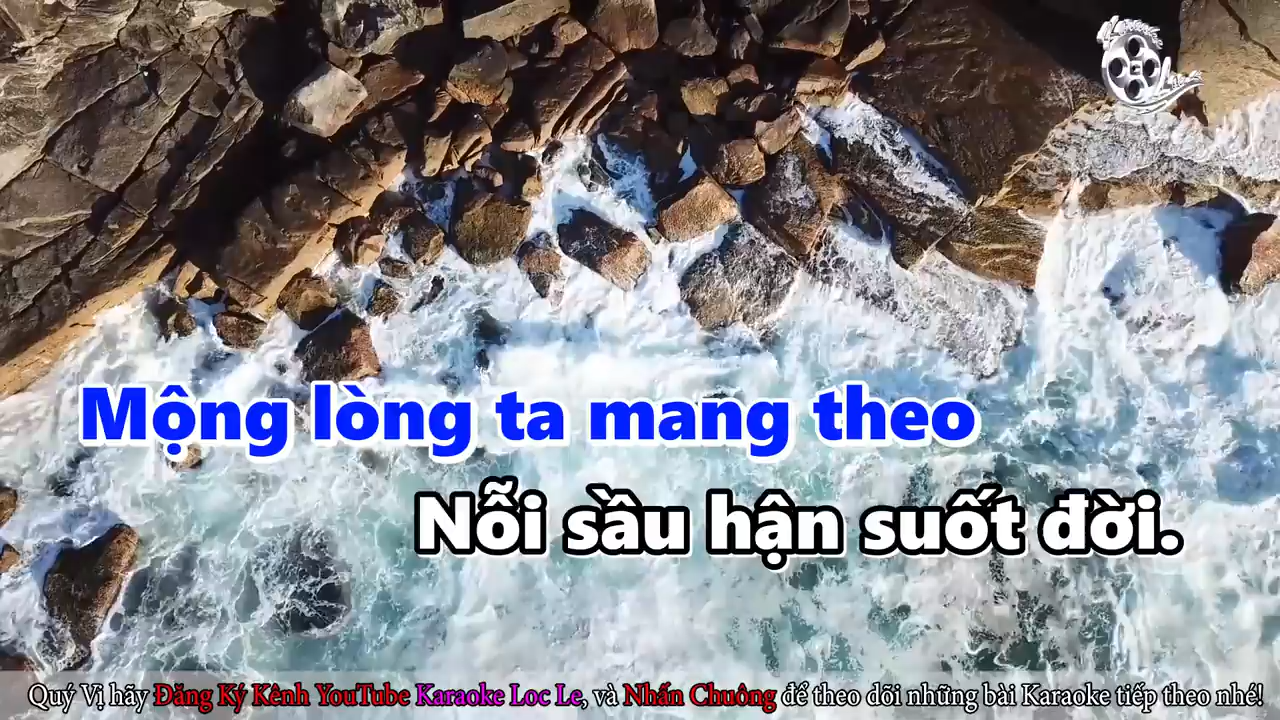 Karaoke
Mộng lòng ta mang theo
Nỗi sầu hận suốt đời.
Quý Vị hãy Đăng Ký Kênh YouTube Karaoke Loc Le, và Nhấn Chuông để theo dõi những bài Karaoke tiếp theo nhé!